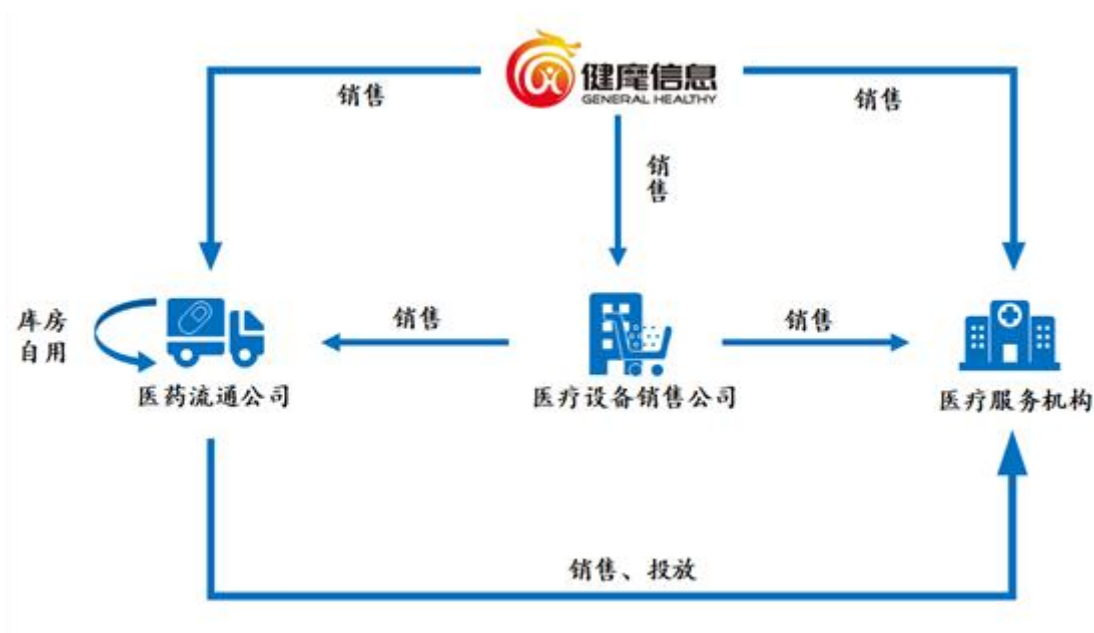 健麾信息
GENERAL HEALTHY
销售
销售
销
售
库房
自用
销售
销售
医药流通公司
医疗设备销售公司
医疗服务机构
销售、投放